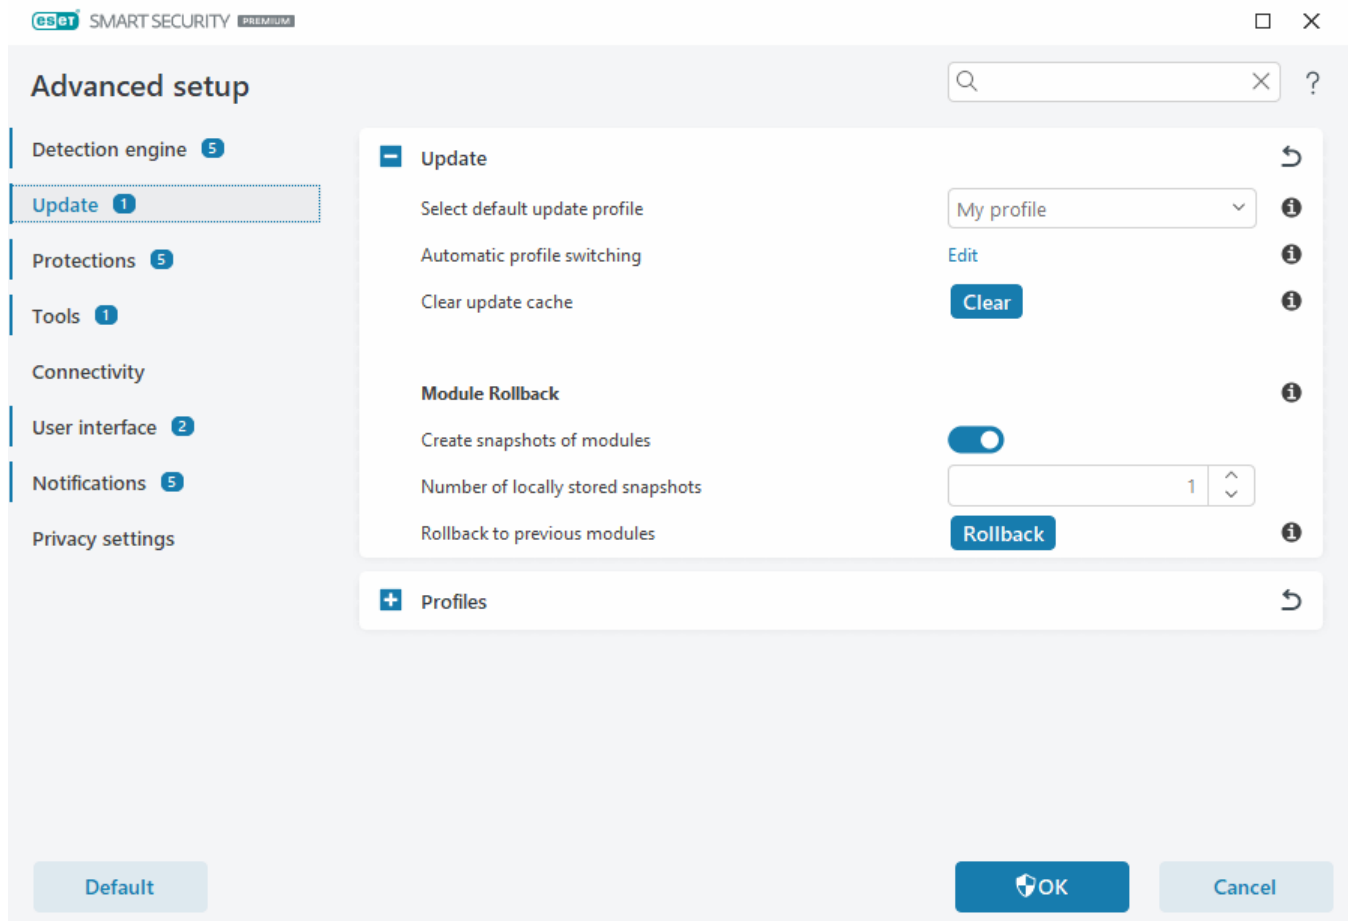 eset SMART SECURITY PREMIUM
Advanced setup
?
Detection engine 5
Update 1
Protections 5
Tools 1
Connectivity
User interface 2
Notifications 5
Privacy settings
Update
Select default update profile My profile
Automatic profile switching Edit
Clear update cache Clear
Module Rollback
Create snapshots of modules
Number of locally stored snapshots 1
Rollback to previous modules Rollback
Profiles
Default OK Cancel